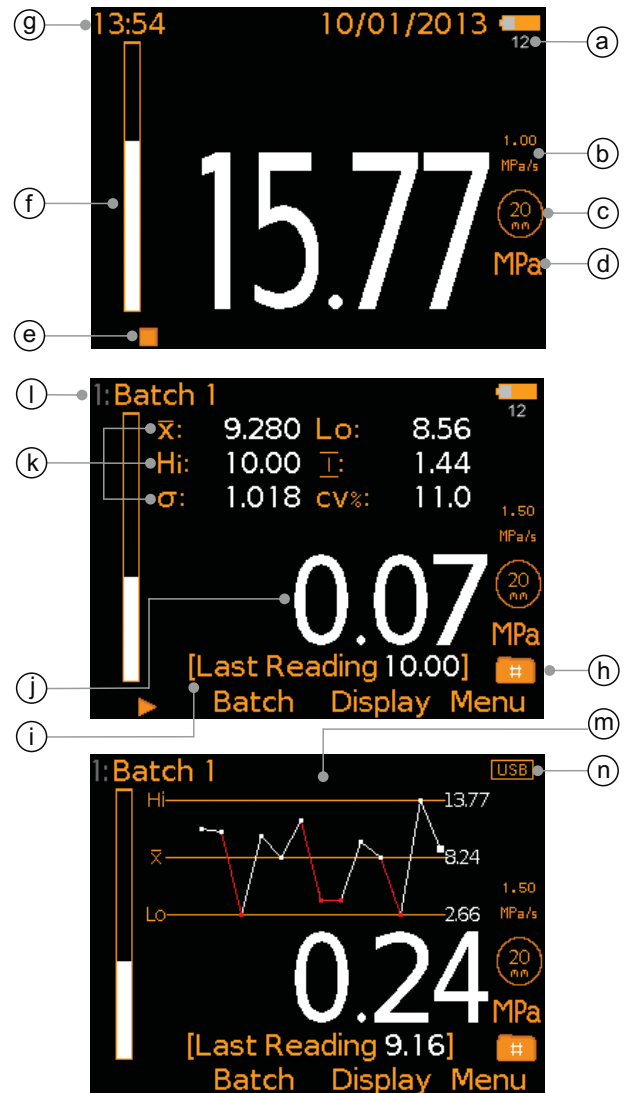 g 13:54 10/01/2013
12 a
1.00
MPa/s b
f 15.77 20
mm c
MPa d
e
l 1: Batch 1
12
x̅: 9.280 Lo: 8.56
k Hi: 10.00 I̲̅: 1.44
σ: 1.018 cv%: 11.0
1.50
MPa/s
0.07 20
mm
MPa
j [Last Reading 10.00] # h
i Batch Display Menu
m
1: Batch 1 USB n
Hi 13.77
x̅ 8.24
1.50
Lo 2.66 MPa/s
0.24 20
mm
MPa
[Last Reading 9.16] #
Batch Display Menu